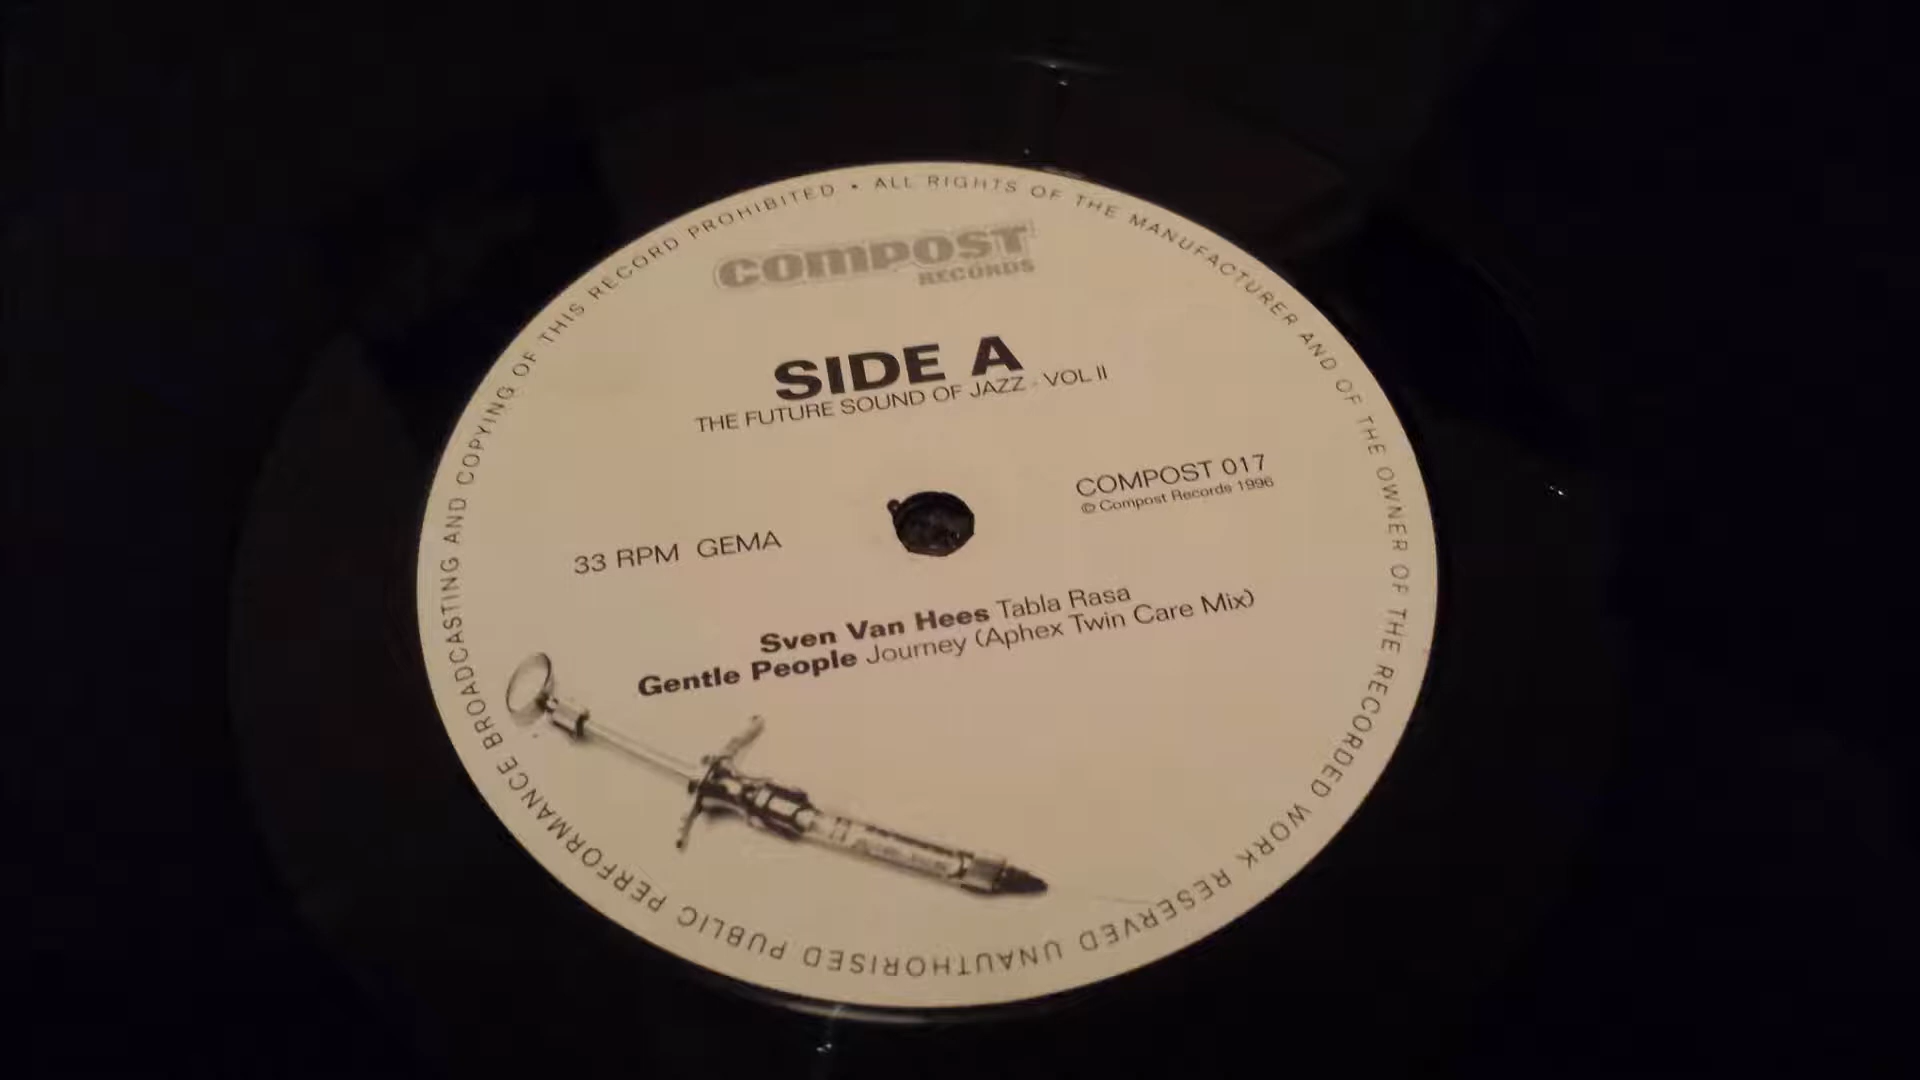 COMPOST
RECORDS
SIDE A
THE FUTURE SOUND OF JAZZ - VOL II
COMPOST 017
© Compost Records 1996
33 RPM GEMA
Sven Van Hees Tabla Rasa
Gentle People Journey (Aphex Twin Care Mix)
ALL RIGHTS OF THE MANUFACTURER AND OF THE OWNER OF THE RECORDED WORK RESERVED UNAUTHORISED PUBLIC PERFORMANCE BROADCASTING AND COPYING OF THIS RECORD PROHIBITED •